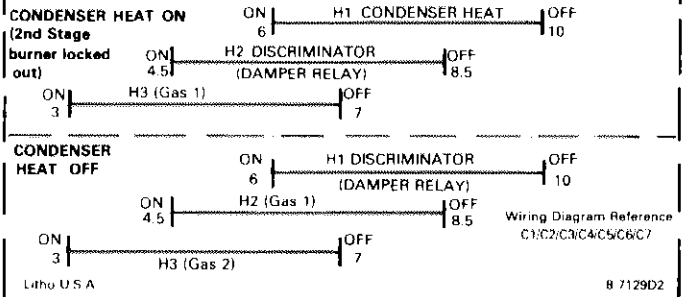 CONDENSER HEAT ON
(2nd Stage
burner locked
out)
ON H1 CONDENSER HEAT OFF
6 10
ON H2 DISCRIMINATOR OFF
4.5 (DAMPER RELAY) 8.5
ON H3 (Gas 1) OFF
3 7
CONDENSER
HEAT OFF
ON H1 DISCRIMINATOR OFF
6 (DAMPER RELAY) 10
ON H2 (Gas 1) OFF
4.5 8.5
Wiring Diagram Reference
C1/C2/C3/C4/C5/C6/C7
ON OFF
3 H3 (Gas 2) 7
Litho U.S.A. 8-7129D2